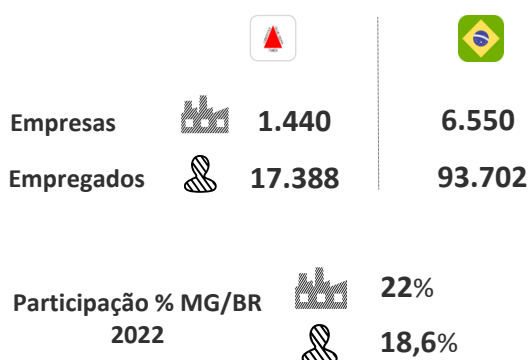 Empresas 1.440 6.550
Empregados 17.388 93.702
Participação % MG/BR
2022
22%
18,6%